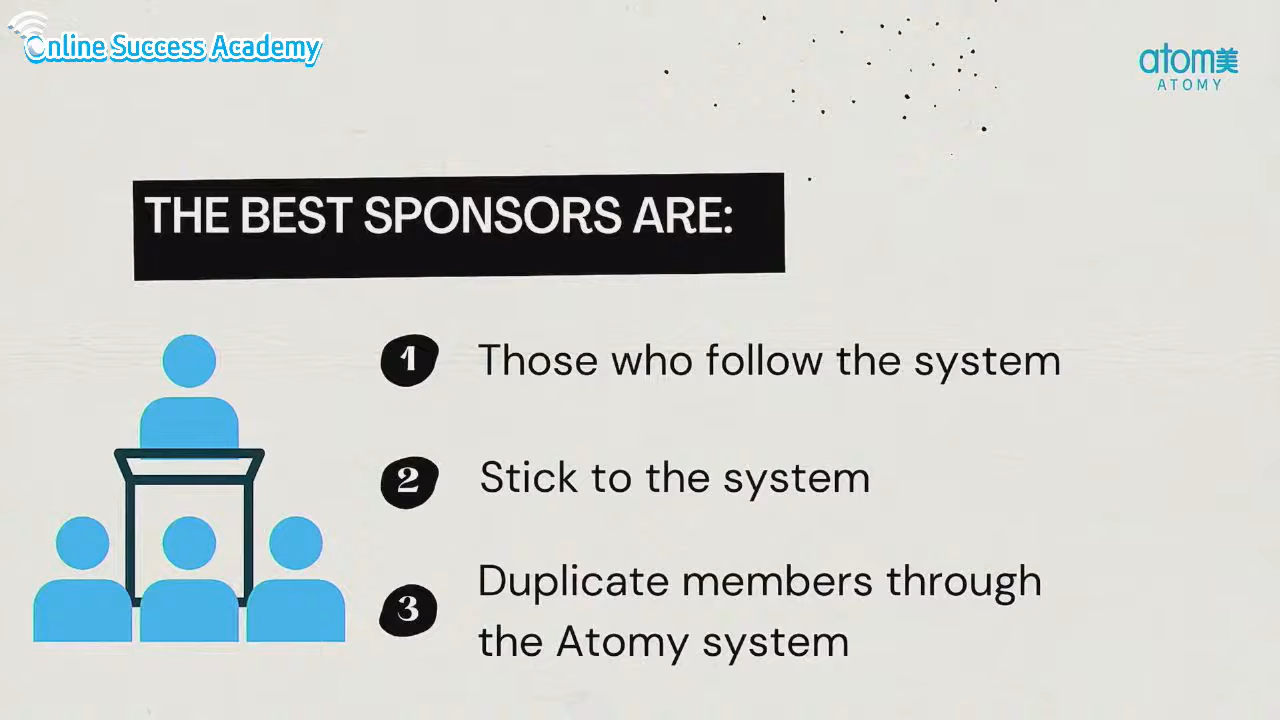 Online Success Academy
atom美
ATOMY
THE BEST SPONSORS ARE:
1 Those who follow the system
2 Stick to the system
3 Duplicate members through
the Atomy system